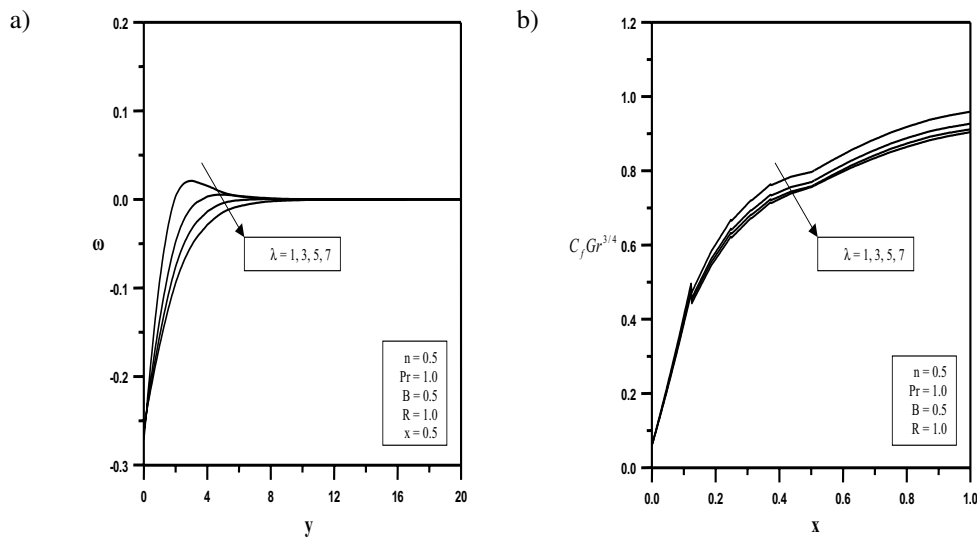 a)
0.2
0.1
0.0
-0.1
-0.2
-0.3
ω
λ = 1, 3, 5, 7
n = 0.5
Pr = 1.0
B = 0.5
R = 1.0
x = 0.5
0 4 8 12 16 20
y
b)
1.2
1.0
0.8
0.6
0.4
0.2
0.0
C_f Gr^{3/4}
λ = 1, 3, 5, 7
n = 0.5
Pr = 1.0
B = 0.5
R = 1.0
0.0 0.2 0.4 0.6 0.8 1.0
x